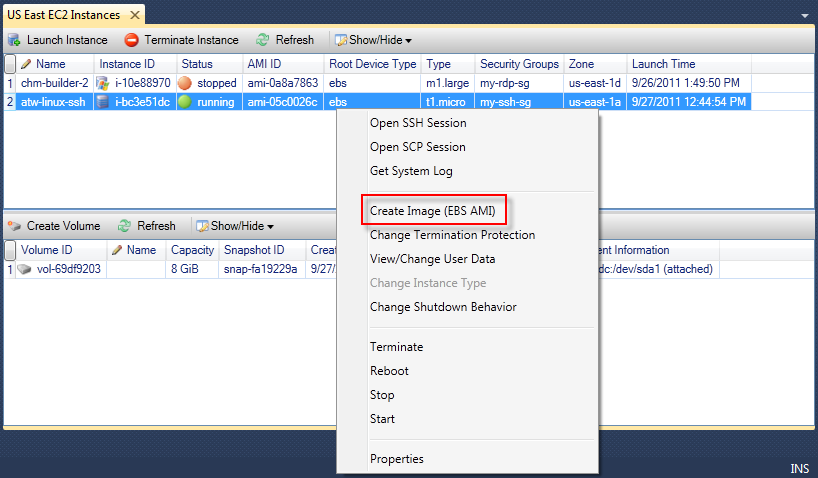 US East EC2 Instances
Launch Instance Terminate Instance Refresh Show/Hide
Name Instance ID Status AMI ID Root Device Type Type Security Groups Zone Launch Time
1 chm-builder-2 i-10e88970 stopped ami-0a8a7863 ebs m1.large my-rdp-sg us-east-1d 9/26/2011 1:49:50 PM
2 atw-linux-ssh i-bc3e51dc running ami-05c0026c ebs t1.micro my-ssh-sg us-east-1a 9/27/2011 12:44:54 PM
Open SSH Session
Open SCP Session
Get System Log
Create Image (EBS AMI)
Change Termination Protection
View/Change User Data
Change Instance Type
Change Shutdown Behavior
Terminate
Reboot
Stop
Start
Properties
Create Volume Refresh Show/Hide
Volume ID Name Capacity Snapshot ID Crea ent Information
1 vol-69df9203 8 GiB snap-fa19229a 9/27/ dc:/dev/sda1 (attached)
INS